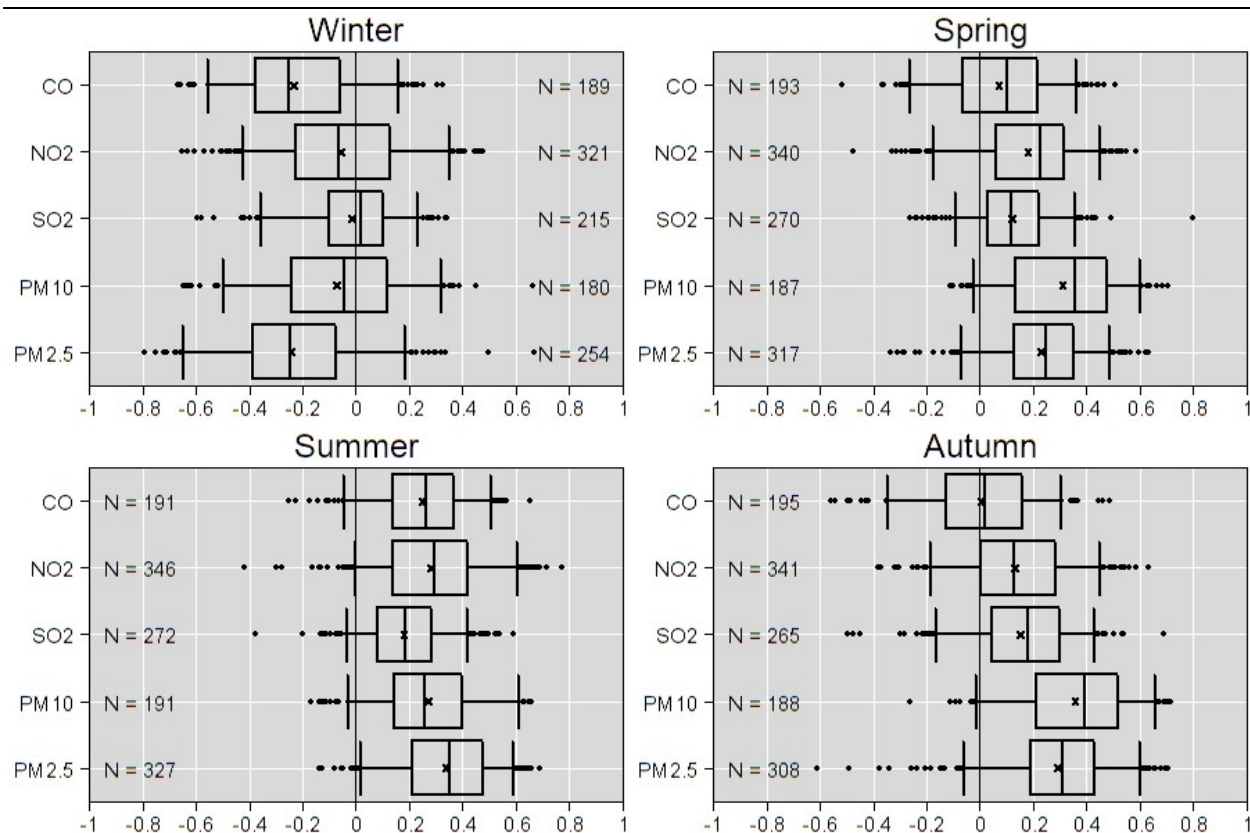 Winter
CO N = 189
NO2 N = 321
SO2 N = 215
PM10 N = 180
PM2.5 N = 254
-1 -0.8 -0.6 -0.4 -0.2 0 0.2 0.4 0.6 0.8 1
Spring
CO N = 193
NO2 N = 340
SO2 N = 270
PM10 N = 187
PM2.5 N = 317
-1 -0.8 -0.6 -0.4 -0.2 0 0.2 0.4 0.6 0.8 1
Summer
CO N = 191
NO2 N = 346
SO2 N = 272
PM10 N = 191
PM2.5 N = 327
-1 -0.8 -0.6 -0.4 -0.2 0 0.2 0.4 0.6 0.8 1
Autumn
CO N = 195
NO2 N = 341
SO2 N = 265
PM10 N = 188
PM2.5 N = 308
-1 -0.8 -0.6 -0.4 -0.2 0 0.2 0.4 0.6 0.8 1